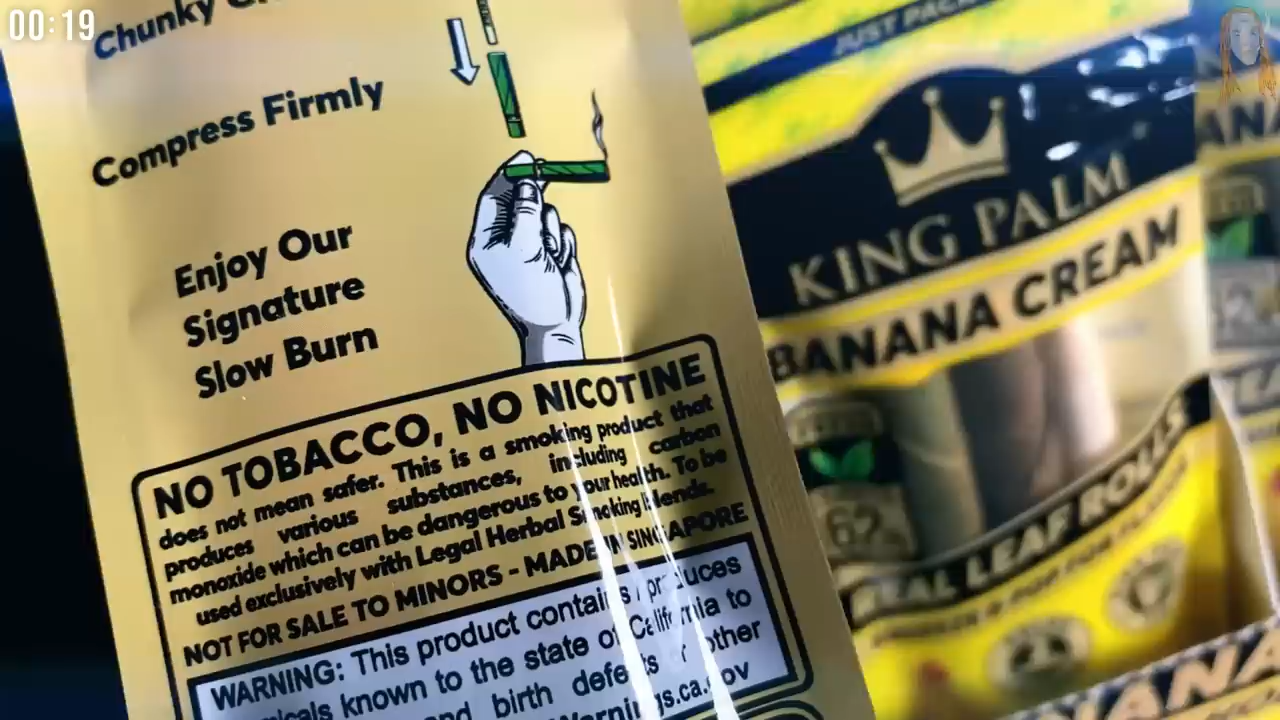 00:19
Chunky
Compress Firmly
Enjoy Our
Signature
Slow Burn
NO TOBACCO, NO NICOTINE
does not mean safer. This is a smoking product that
produces various substances, including carbon
monoxide which can be dangerous to your health. To be
used exclusively with Legal Herbal Smoking Blends.
NOT FOR SALE TO MINORS - MADE IN SINGAPORE
WARNING: This product contains / produces
known to the state of California to
birth defects or other
JUST
KING PALM
BANANA CREAM
REAL LEAF ROLLS